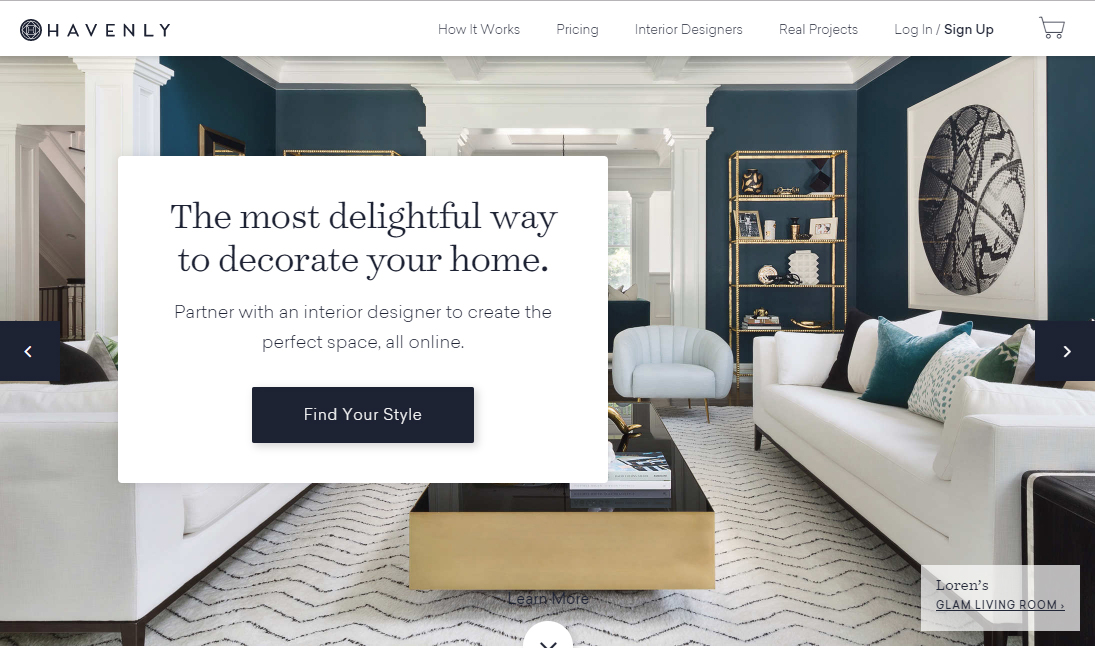 HAVENLY
How It Works
Pricing
Interior Designers
Real Projects
Log In / Sign Up
The most delightful way
to decorate your home.
Partner with an interior designer to create the
perfect space, all online.
Find Your Style
Learn More
Loren's
GLAM LIVING ROOM ›